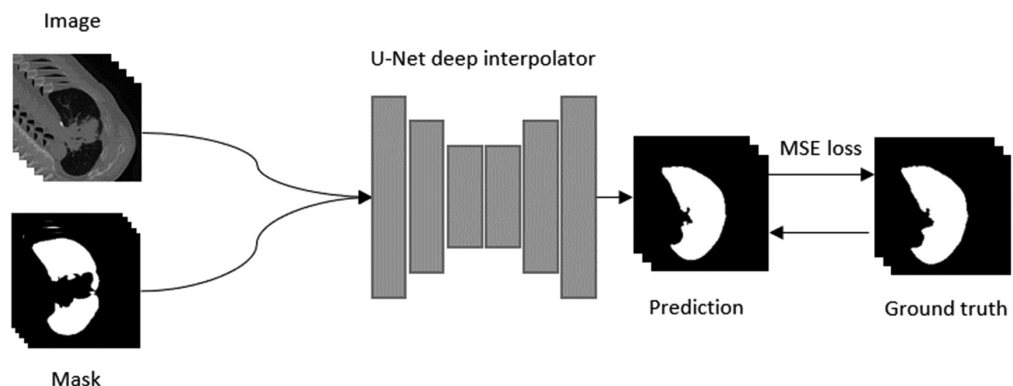 Image
U-Net deep interpolator
MSE loss
Prediction
Ground truth
Mask